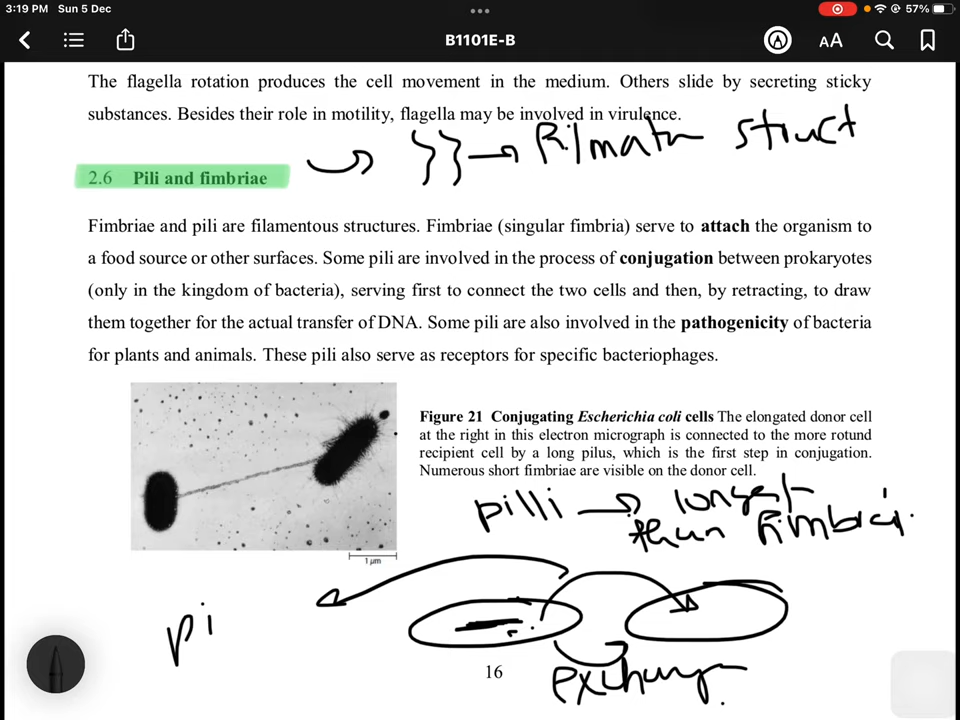 3:19 PM Sun 5 Dec
57%
B1101E-B
AA
The flagella rotation produces the cell movement in the medium. Others slide by secreting sticky
substances. Besides their role in motility, flagella may be involved in virulence.
struct
2.6 Pili and fimbriae
Fimbriae and pili are filamentous structures. Fimbriae (singular fimbria) serve to attach the organism to
a food source or other surfaces. Some pili are involved in the process of conjugation between prokaryotes
(only in the kingdom of bacteria), serving first to connect the two cells and then, by retracting, to draw
them together for the actual transfer of DNA. Some pili are also involved in the pathogenicity of bacteria
for plants and animals. These pili also serve as receptors for specific bacteriophages.
Figure 21 Conjugating Escherichia coli cells The elongated donor cell
at the right in this electron micrograph is connected to the more rotund
recipient cell by a long pilus, which is the first step in conjugation.
Numerous short fimbriae are visible on the donor cell.
1 µm
pilli
than
pi
16